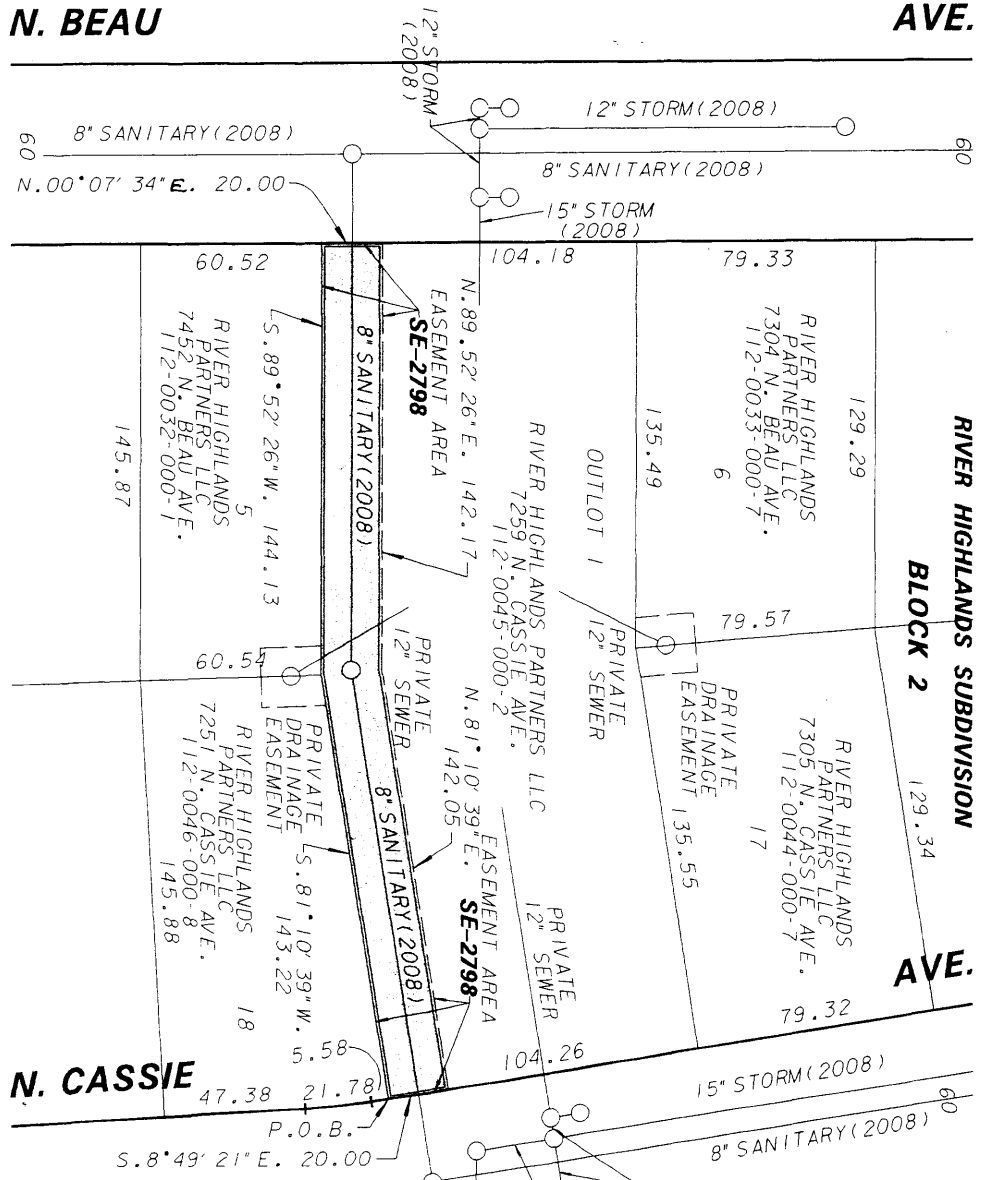 N. BEAU
AVE.
12" STORM
(2008)
12" STORM(2008)
8" SANITARY(2008)
60
60
8" SANITARY(2008)
N.00°07' 34"E. 20.00
15" STORM
(2008)
60.52
104.18
79.33
RIVER HIGHLANDS SUBDIVISION
BLOCK 2
129.29
RIVER HIGHLANDS
PARTNERS LLC
7304 N. BEAU AVE.
112-0033-000-7
6
135.49
OUTLOT 1
RIVER HIGHLANDS PARTNERS LLC
7259 N. CASSIE AVE.
112-0045-000-2
N.89.52' 26"E. 142.17
EASEMENT AREA
SE-2798
8" SANITARY(2008)
S.89°52' 26"W. 144.13
5
RIVER HIGHLANDS
PARTNERS LLC
7452 N. BEAU AVE.
112-0032-000-1
145.87
60.54
79.57
PRIVATE
12" SEWER
PRIVATE
12" SEWER
PRIVATE
DRAINAGE
EASEMENT
135.55
RIVER HIGHLANDS
PARTNERS LLC
7305 N. CASSIE AVE.
112-0044-000-7
17
129.34
N.81°10' 39"E.
142.05
EASEMENT AREA
SE-2798
8" SANITARY(2008)
PRIVATE
12" SEWER
PRIVATE
DRAINAGE
EASEMENT
S.81°10' 39"W.
143.22
RIVER HIGHLANDS
PARTNERS LLC
7251 N. CASSIE AVE.
112-0046-000-8
18
145.88
AVE.
79.32
104.26
5.58
N. CASSIE
47.38
21.78
P.O.B.
S.8°49' 21"E. 20.00
15" STORM(2008)
60
8" SANITARY(2008)